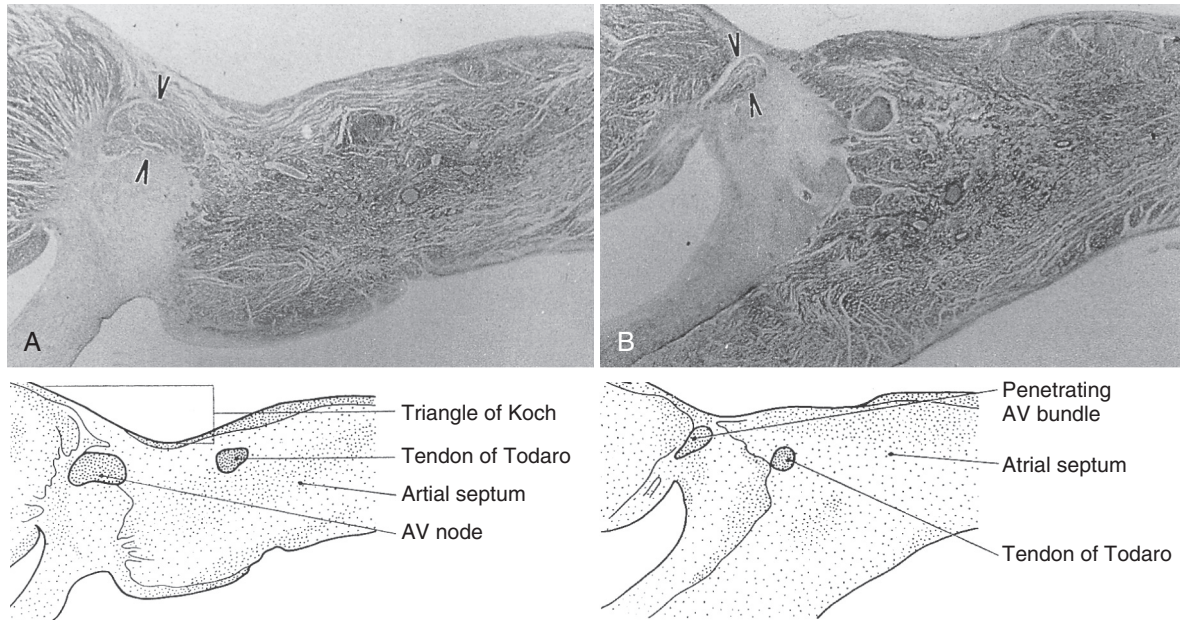 A
B
Triangle of Koch
Tendon of Todaro
Artial septum
AV node
Penetrating
AV bundle
Atrial septum
Tendon of Todaro